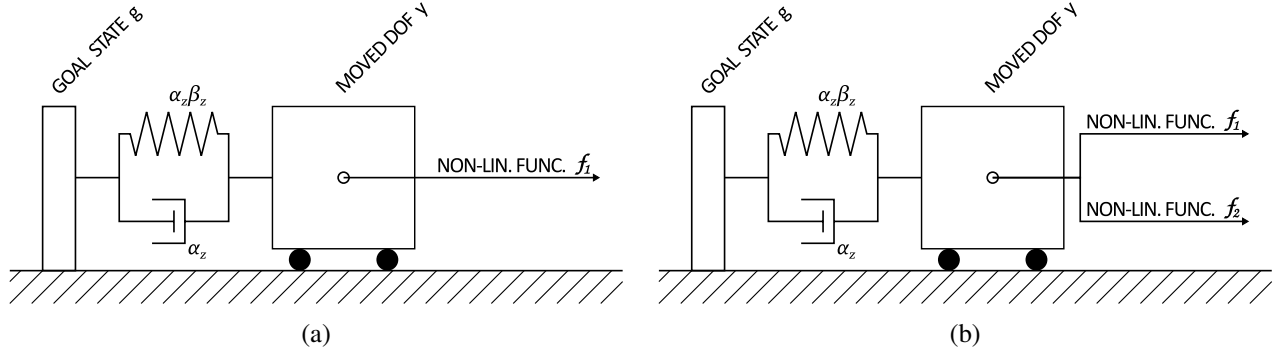 GOAL STATE g
MOVED DOF y
α_zβ_z
NON-LIN. FUNC. f_1
α_z
(a)
GOAL STATE g
MOVED DOF y
α_zβ_z
NON-LIN. FUNC. f_1
NON-LIN. FUNC. f_2
α_z
(b)